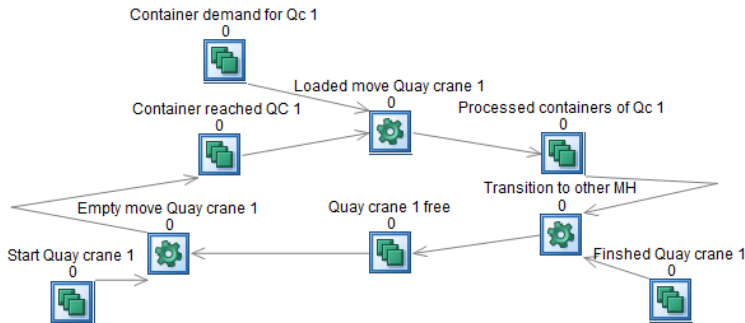 Container demand for Qc 1
0
Loaded move Quay crane 1
0
Container reached QC 1
0
Processed containers of Qc 1
0
Transition to other MH
0
Empty move Quay crane 1
0
Quay crane 1 free
0
Start Quay crane 1
0
Finshed Quay crane 1
0